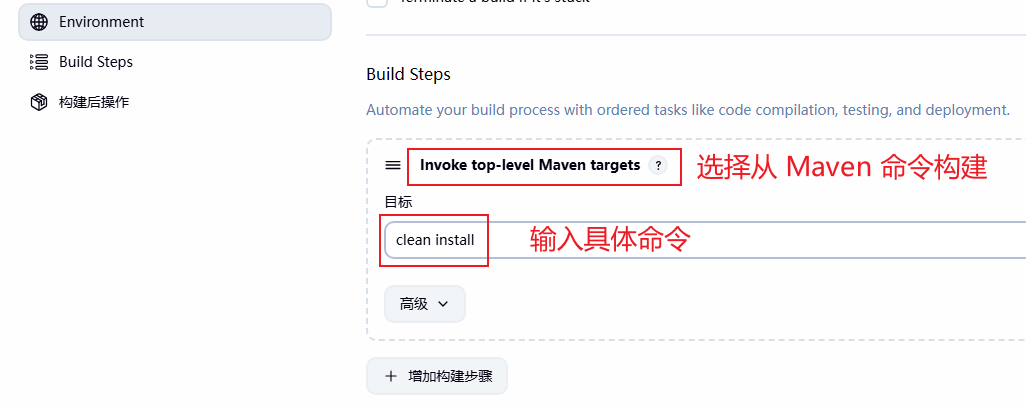 Terminate a build if it's stuck
Environment
Build Steps
构建后操作
Build Steps
Automate your build process with ordered tasks like code compilation, testing, and deployment.
Invoke top-level Maven targets ?
选择从 Maven 命令构建
目标
clean install
输入具体命令
高级
增加构建步骤